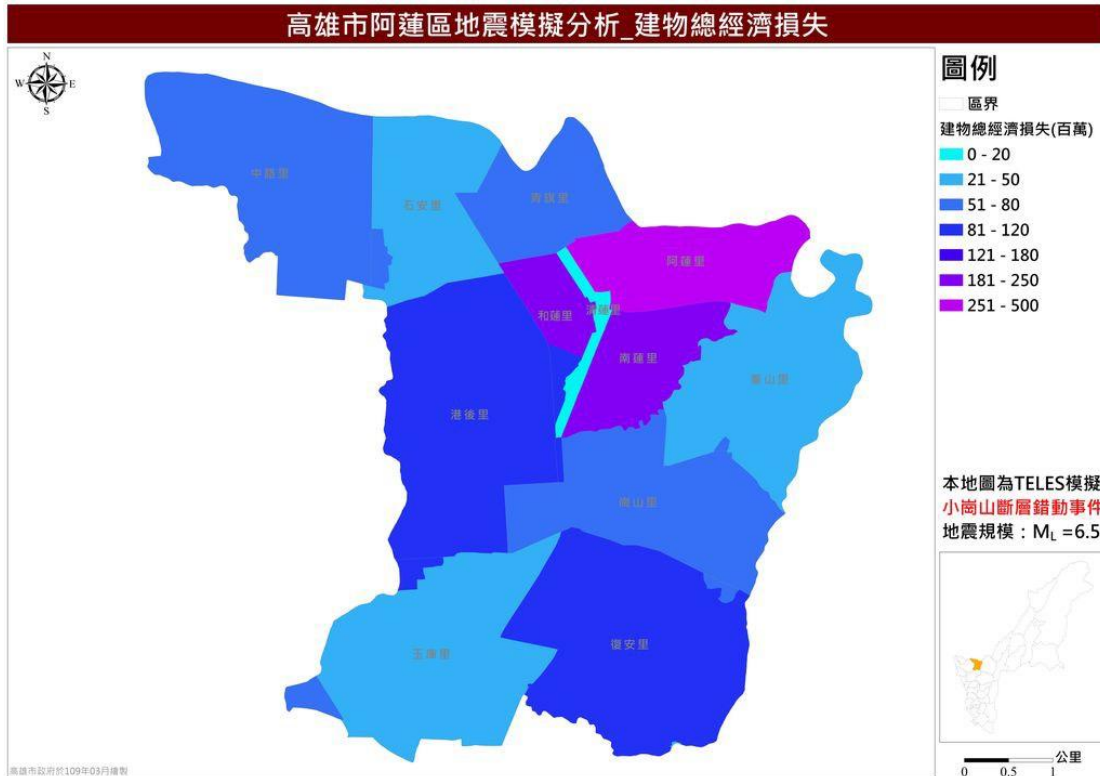 高雄市阿蓮區地震模擬分析_建物總經濟損失
N
W
E
S
圖例
區界
建物總經濟損失(百萬)
0 - 20
21 - 50
51 - 80
81 - 120
121 - 180
181 - 250
251 - 500
中路里
石安里
青旗里
阿蓮里
和蓮里
清蓮里
南蓮里
峯山里
港後里
崗山里
玉庫里
復安里
本地圖為TELES模擬
小崗山斷層錯動事件
地震規模：ML =6.5
公里
0 0.5 1
高雄市政府於109年03月繪製